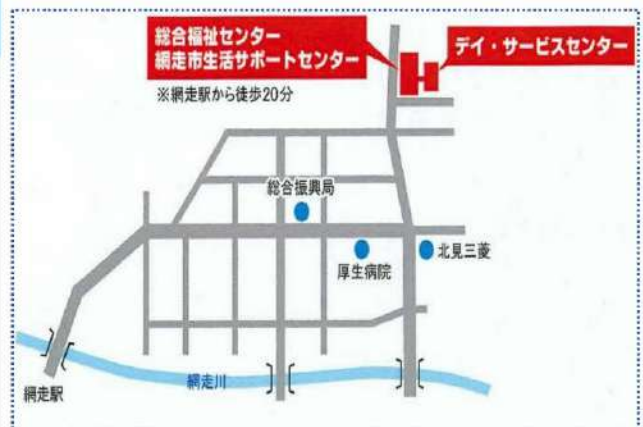 総合福祉センター
網走市生活サポートセンター
デイ・サービスセンター
※網走駅から徒歩20分
総合振興局
厚生病院
北見三菱
網走川
網走駅